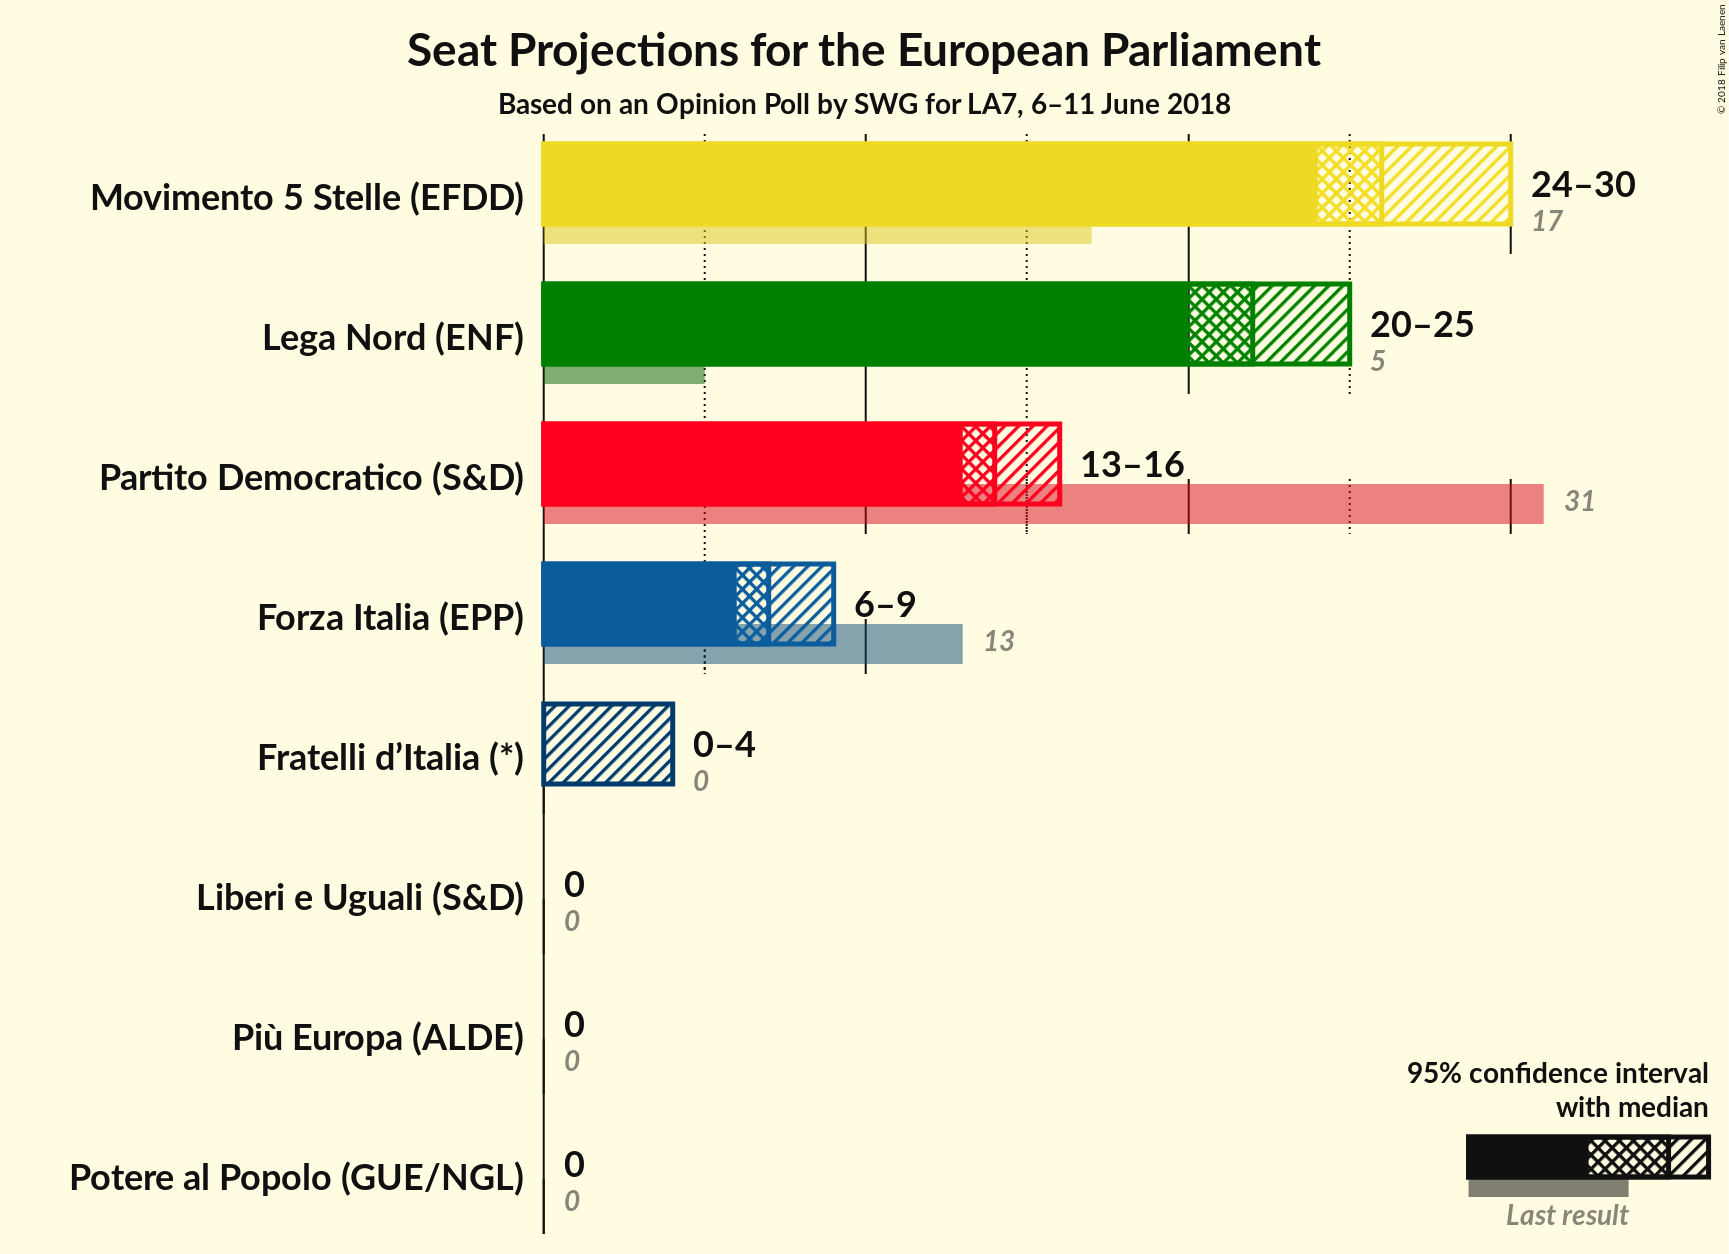 Seat Projections for the European Parliament
Based on an Opinion Poll by SWG for LA7, 6–11 June 2018
© 2018 Filip van Laenen
Movimento 5 Stelle (EFDD)
24–30
17
Lega Nord (ENF)
20–25
5
Partito Democratico (S&D)
13–16
31
Forza Italia (EPP)
6–9
13
Fratelli d’Italia (*)
0–4
0
Liberi e Uguali (S&D)
0
0
Più Europa (ALDE)
0
0
Potere al Popolo (GUE/NGL)
0
0
95% confidence interval
with median
Last result